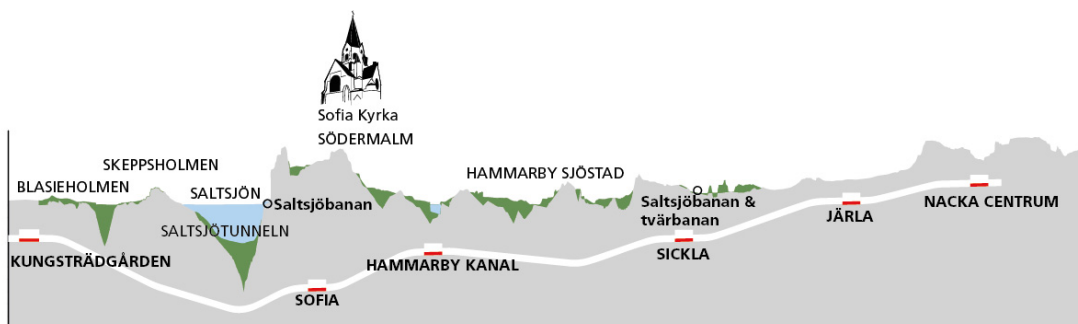 Sofia Kyrka
SÖDERMALM
SKEPPSHOLMEN
BLASIEHOLMEN
SALTSJÖN
HAMMARBY SJÖSTAD
Saltsjöbanan
Saltsjöbanan &
tvärbanan
SALTSJÖTUNNELN
KUNGSTRÄDGÅRDEN
SOFIA
HAMMARBY KANAL
SICKLA
JÄRLA
NACKA CENTRUM